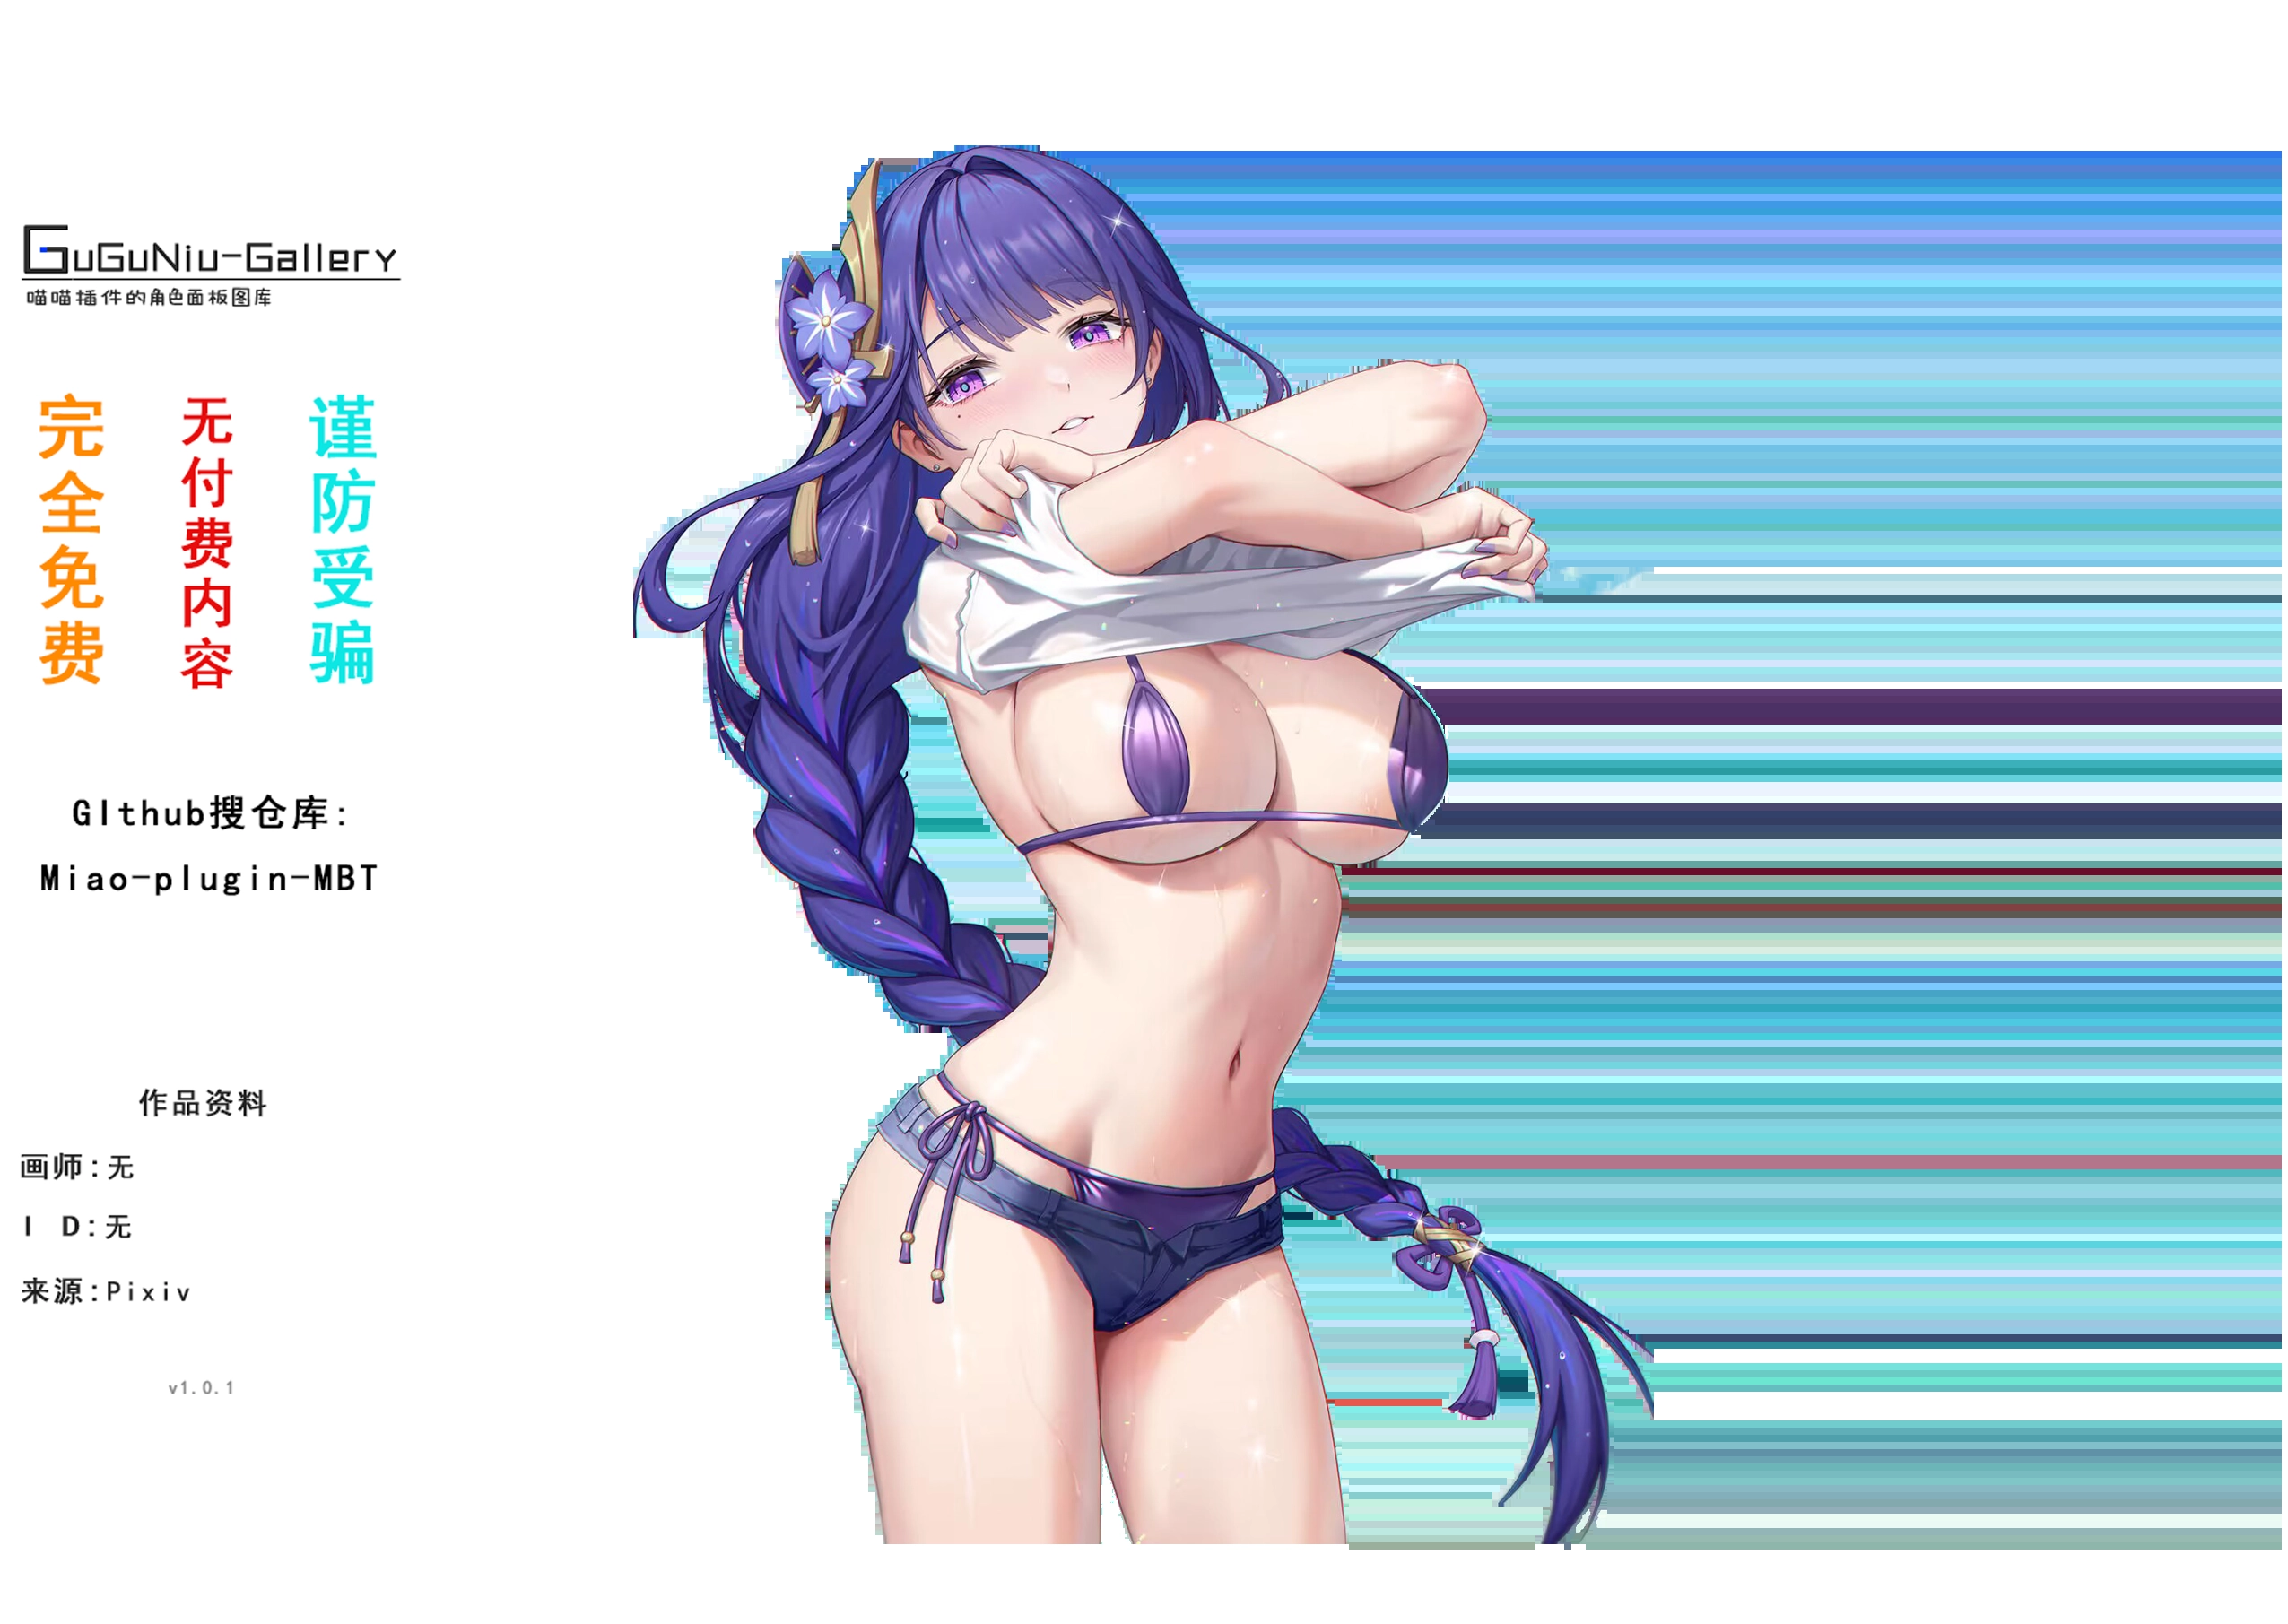 GuGuNiu-Gallery
喵喵插件的角色面板图库
完全免费
无付费内容
谨防受骗
GIthub搜仓库:
Miao-plugin-MBT
作品资料
画师:无
I D:无
来源:Pixiv
v1.0.1